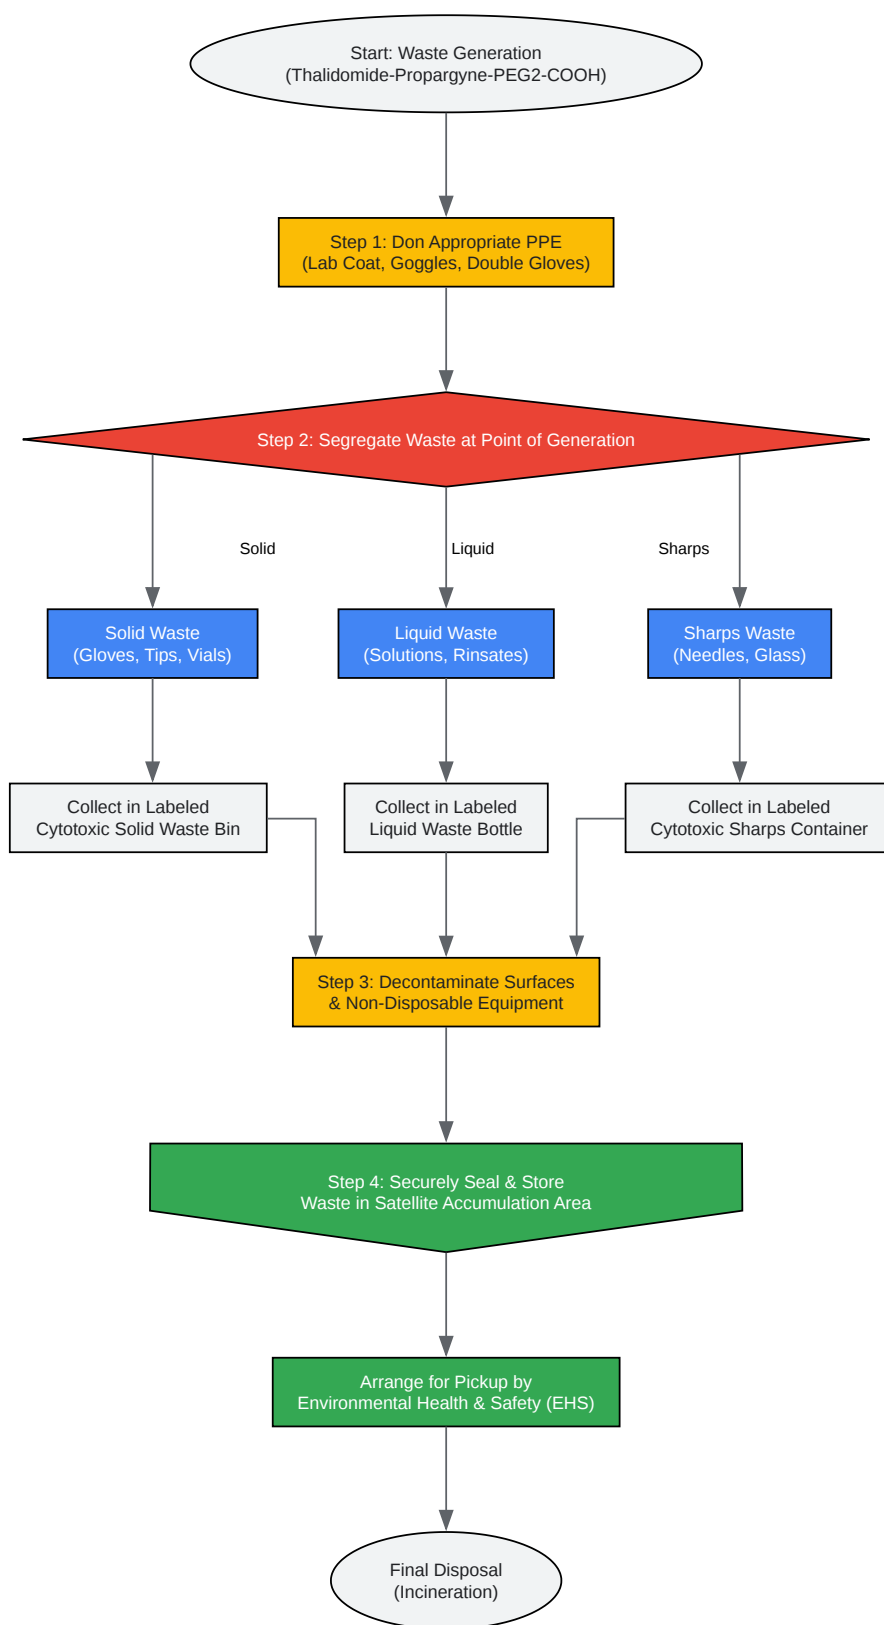 Start: Waste Generation
(Thalidomide-Propargyne-PEG2-COOH)
Step 1: Don Appropriate PPE
(Lab Coat, Goggles, Double Gloves)
Step 2: Segregate Waste at Point of Generation
Solid
Liquid
Sharps
Solid Waste
(Gloves, Tips, Vials)
Liquid Waste
(Solutions, Rinsates)
Sharps Waste
(Needles, Glass)
Collect in Labeled
Cytotoxic Solid Waste Bin
Collect in Labeled
Liquid Waste Bottle
Collect in Labeled
Cytotoxic Sharps Container
Step 3: Decontaminate Surfaces
& Non-Disposable Equipment
Step 4: Securely Seal & Store
Waste in Satellite Accumulation Area
Arrange for Pickup by
Environmental Health & Safety (EHS)
Final Disposal
(Incineration)